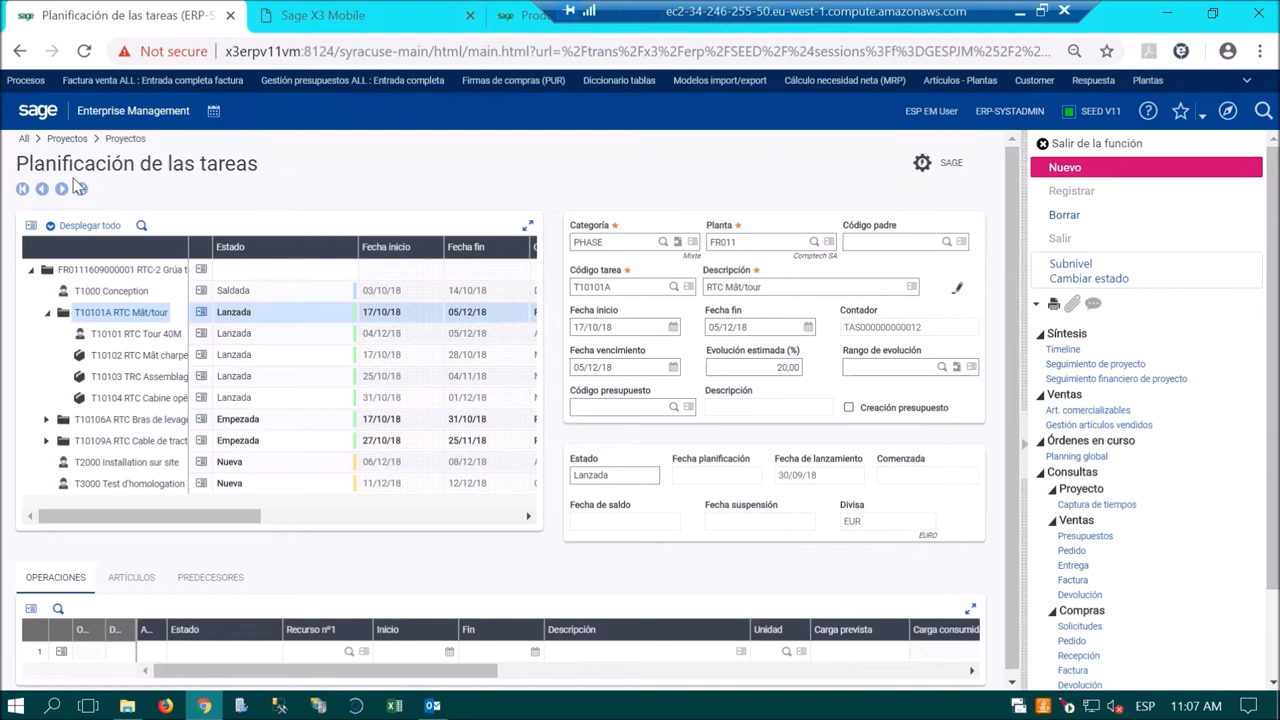 Planificación de las tareas (ERP-S
Sage X3 Mobile
Prod
ec2-34-246-255-50.eu-west-1.compute.amazonaws.com
Not secure
x3erpv11vm:8124/syracuse-main/html/main.html?url=%2Ftrans%2Fx3%2Ferp%2FSEED%2F%24sessions%3Ff%3DGESPJM%252F2%...
Procesos
Factura venta ALL : Entrada completa factura
Gestión presupuestos ALL : Entrada completa
Firmas de compras (PUR)
Diccionario tablas
Modelos import/export
Cálculo necesidad neta (MRP)
Artículos - Plantas
Customer
Respuesta
Plantas
sage
Enterprise Management
ESP EM User
ERP-SYSTADMIN
SEED V11
All
Proyectos
Proyectos
Planificación de las tareas
SAGE
Desplegar todo
Estado
Fecha inicio
Fecha fin
FR0111609000001 RTC-2 Grúa t
T1000 Conception
Saldada
03/10/18
14/10/18
T10101A RTC Mât/tour
Lanzada
17/10/18
05/12/18
T10101 RTC Tour 40M
Lanzada
04/12/18
05/12/18
T10102 RTC Mât charpe
Lanzada
17/10/18
28/10/18
T10103 TRC Assemblag
Lanzada
25/10/18
04/11/18
T10104 RTC Cabine opé
Lanzada
31/10/18
01/12/18
T10106A RTC Bras de levag
Empezada
17/10/18
31/10/18
T10109A RTC Cable de tract
Empezada
27/10/18
25/11/18
T2000 Installation sur site
Nueva
06/12/18
08/12/18
T3000 Test d'homologation
Nueva
11/12/18
12/12/18
Categoría
Planta
Código padre
PHASE
FR011
Mixte
Comptech SA
Código tarea
Descripción
T10101A
RTC Mât/tour
Fecha inicio
Fecha fin
Contador
17/10/18
05/12/18
TAS000000000012
Fecha vencimiento
Evolución estimada (%)
Rango de evolución
05/12/18
20,00
Código presupuesto
Descripción
Creación presupuesto
Estado
Fecha planificación
Fecha de lanzamiento
Comenzada
Lanzada
30/09/18
Fecha de saldo
Fecha suspensión
Divisa
EUR
EURO
OPERACIONES
ARTÍCULOS
PREDECESORES
O...
D...
A...
Estado
Recurso nº1
Inicio
Fin
Descripción
Unidad
Carga prevista
Carga consumid
1
Salir de la función
Nuevo
Registrar
Borrar
Salir
Subnivel
Cambiar estado
Síntesis
Timeline
Seguimiento de proyecto
Seguimiento financiero de proyecto
Ventas
Art. comercializables
Gestión artículos vendidos
Órdenes en curso
Planning global
Consultas
Proyecto
Captura de tiempos
Ventas
Presupuestos
Pedido
Entrega
Factura
Devolución
Compras
Solicitudes
Pedido
Recepción
Factura
Devolución
ESP
11:07 AM